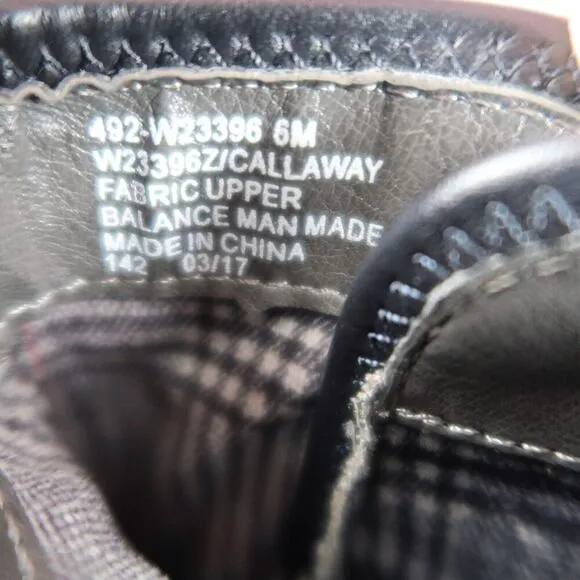 492-W23396 6M
W23396Z/CALLAWAY
FABRIC UPPER
BALANCE MAN MADE
MADE IN CHINA
142 03/17